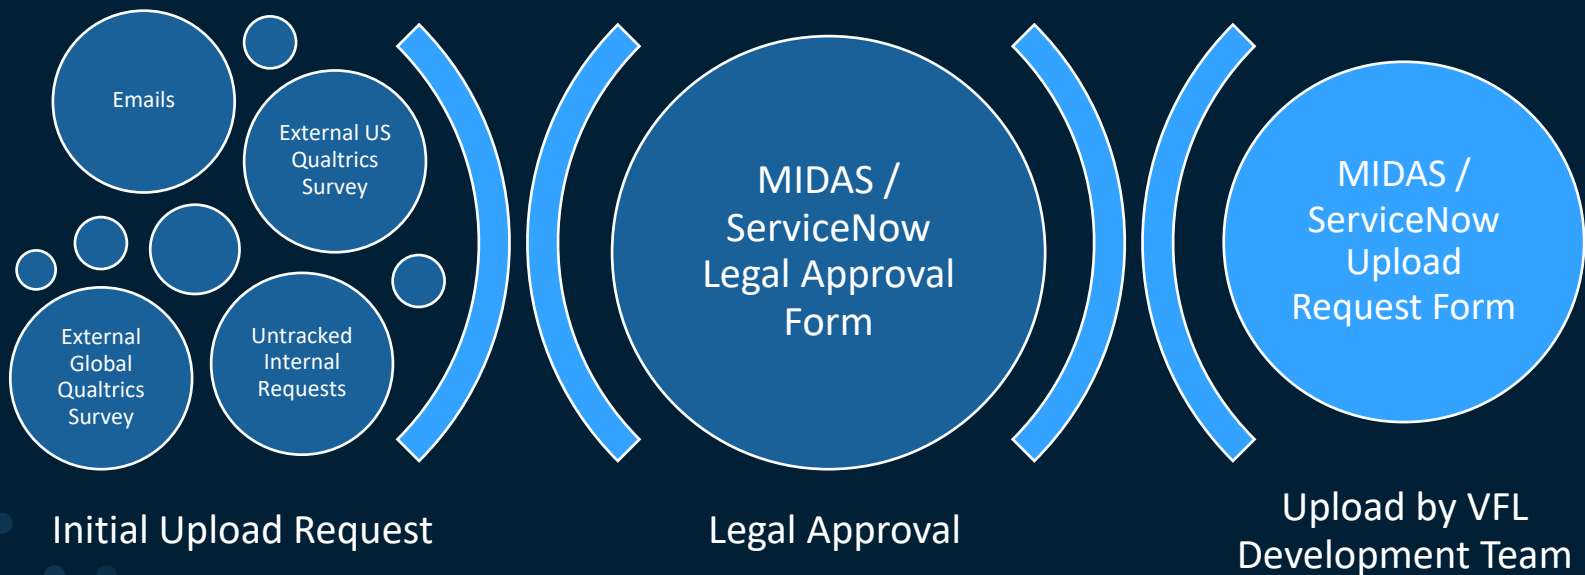 Emails
External US
Qualtrics
Survey
External
Global
Qualtrics
Survey
Untracked
Internal
Requests
Initial Upload Request
MIDAS /
ServiceNow
Legal Approval
Form
Legal Approval
MIDAS /
ServiceNow
Upload
Request Form
Upload by VFL
Development Team